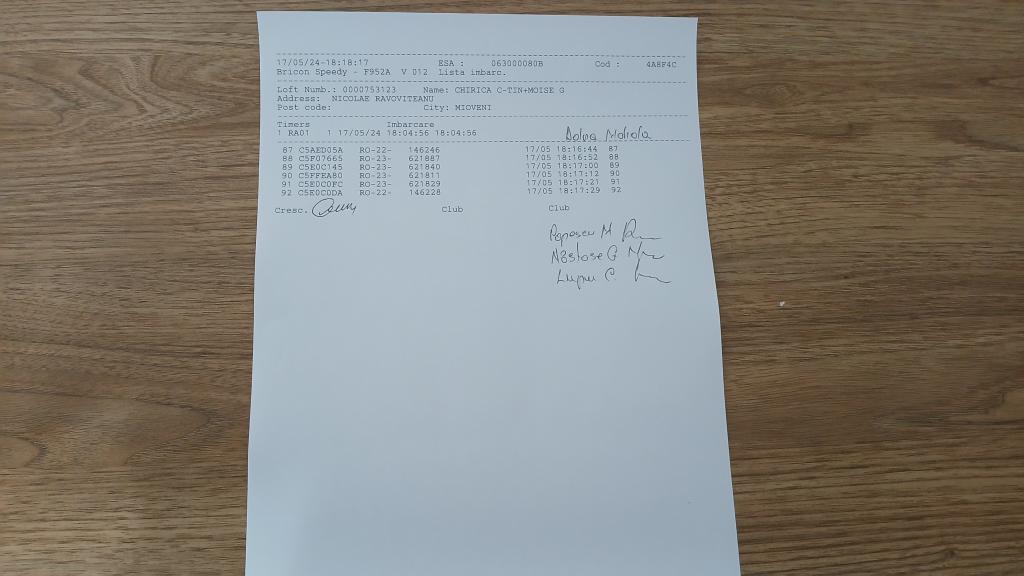 17/05/24-18:18:17 ESA : 063000080B Cod : 4A8F4C
Bricon Speedy - F952A V 012 Lista imbarc.
Loft Numb.: 0000753123 Name: CHIRICA C-TIN+MOISE G
Address: NICOLAE RAVOVITEANU
Post code: City: MIOVENI
Timers Imbarcare
1 RA01 1 17/05/24 18:04:56 18:04:56
87 C5AED05A RO-22- 146246 17/05 18:16:44 87
88 C5F07665 RO-23- 621887 17/05 18:16:52 88
89 C5E0C145 RO-23- 621840 17/05 18:17:00 89
90 C5FFEA80 RO-23- 621811 17/05 18:17:12 90
91 C5E0C0FC RO-23- 621829 17/05 18:17:21 91
92 C5E0C0DA RO-22- 146228 17/05 18:17:29 92
Cresc. Club Club
Popescu M
Năstase G
Lupu C.